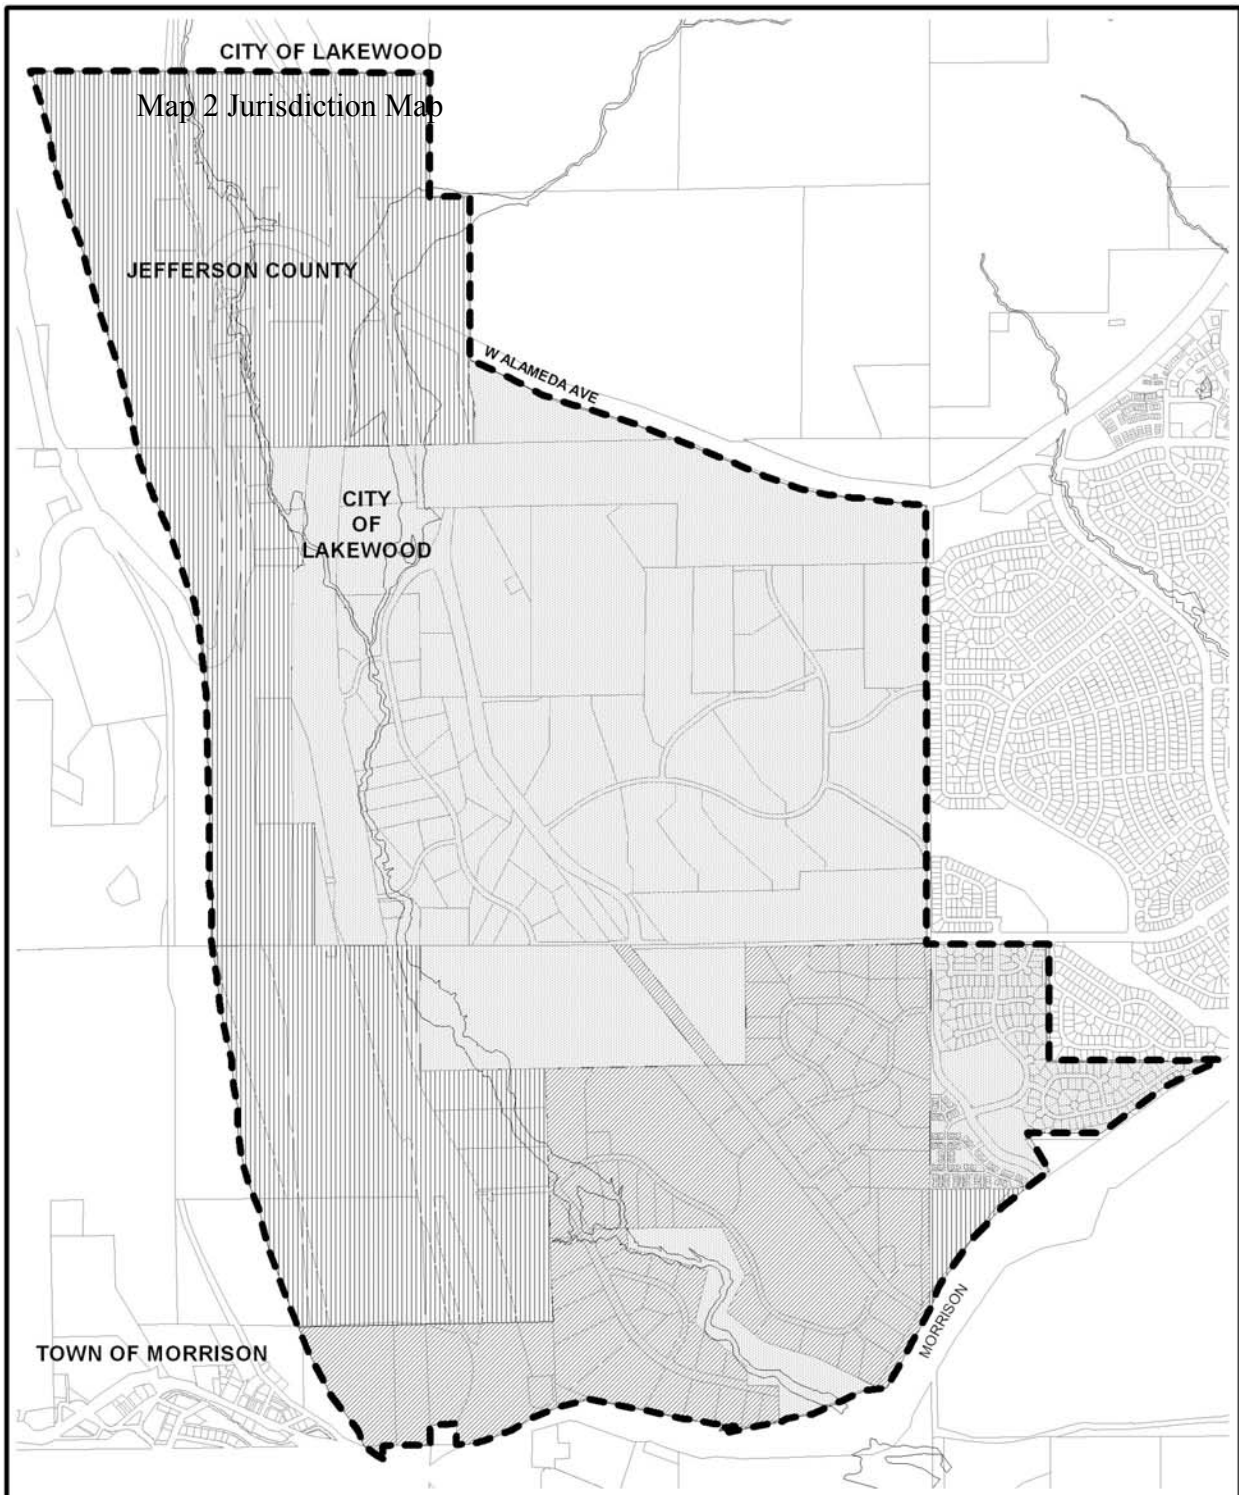 CITY OF LAKEWOOD
Map 2 Jurisdiction Map
JEFFERSON COUNTY
W ALAMEDA AVE
CITY
OF
LAKEWOOD
MORRISON
TOWN OF MORRISON